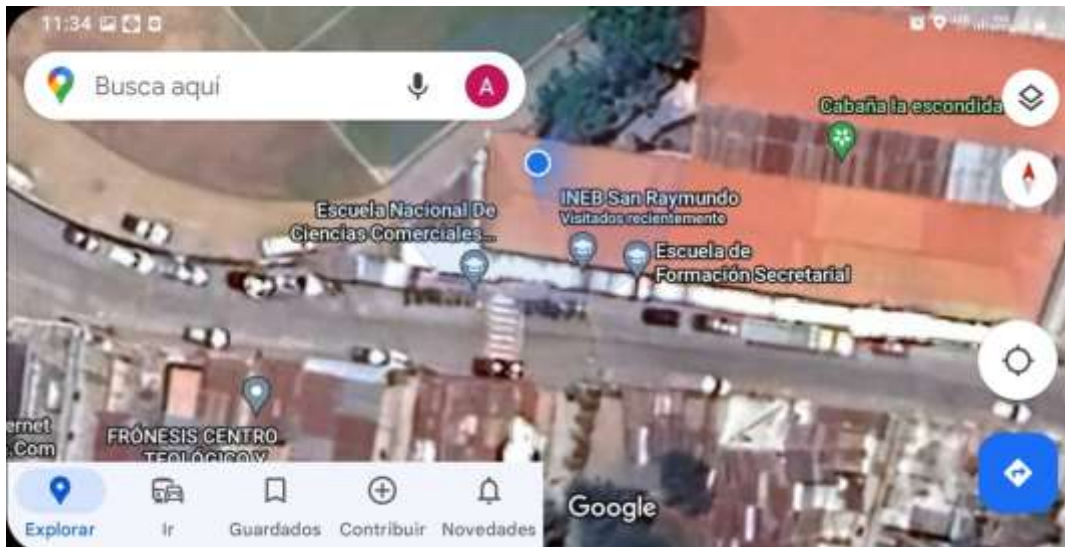 11:34
Busca aquí
A
Cabaña la escondida
INEB San Raymundo
Visitados recientemente
Escuela Nacional De
Ciencias Comerciales...
Escuela de
Formación Secretarial
ernet
.Com
FRÓNESIS CENTRO
TEOLÓGICO Y
Google
Explorar
Ir
Guardados
Contribuir
Novedades